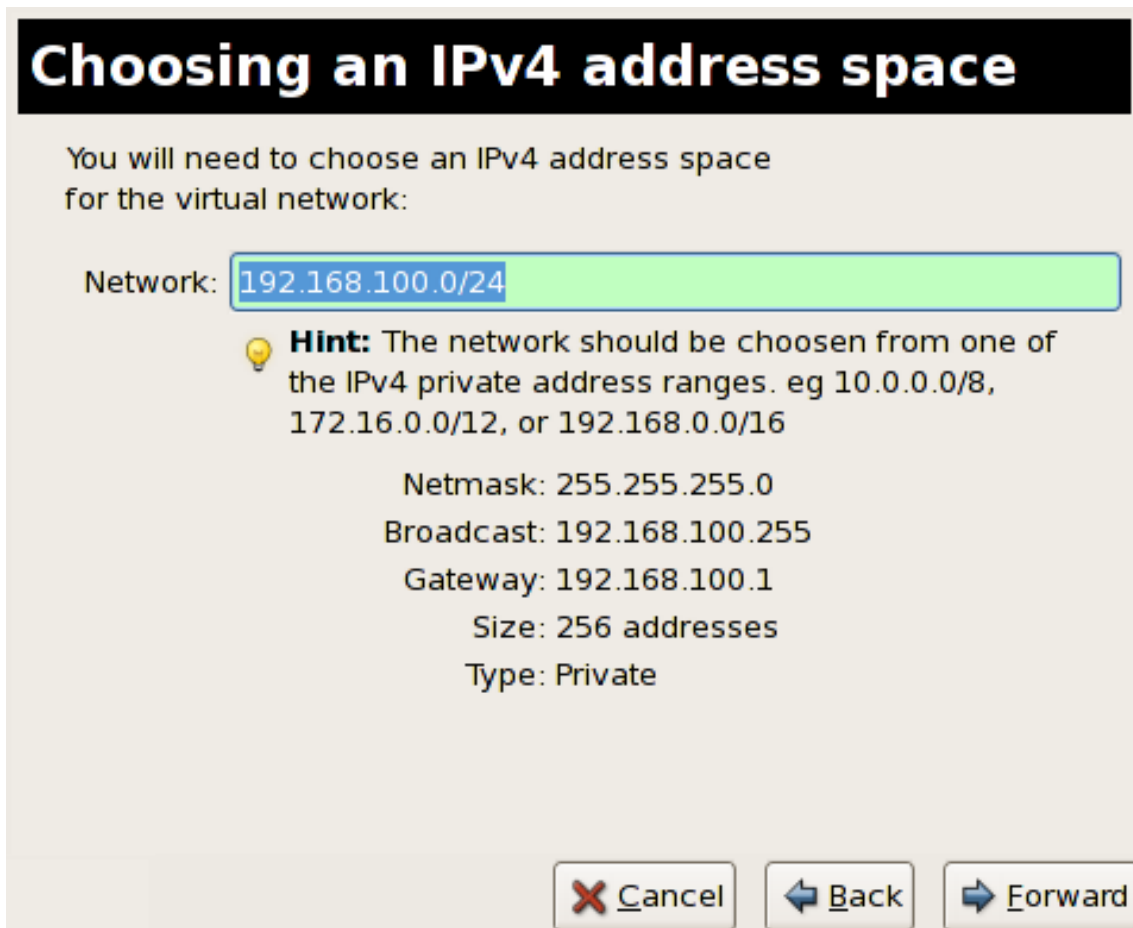 Choosing an IPv4 address space
You will need to choose an IPv4 address space
for the virtual network:
Network: 192.168.100.0/24
Hint: The network should be choosen from one of
the IPv4 private address ranges. eg 10.0.0.0/8,
172.16.0.0/12, or 192.168.0.0/16
Netmask: 255.255.255.0
Broadcast: 192.168.100.255
Gateway: 192.168.100.1
Size: 256 addresses
Type: Private
Cancel Back Forward